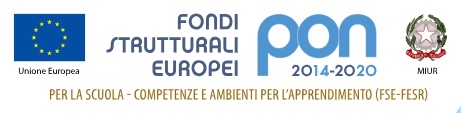 FONDI
STRUTTURALI
EUROPEI
pon
2014-2020
Unione Europea
MIUR
PER LA SCUOLA - COMPETENZE E AMBIENTI PER L'APPRENDIMENTO (FSE-FESR)